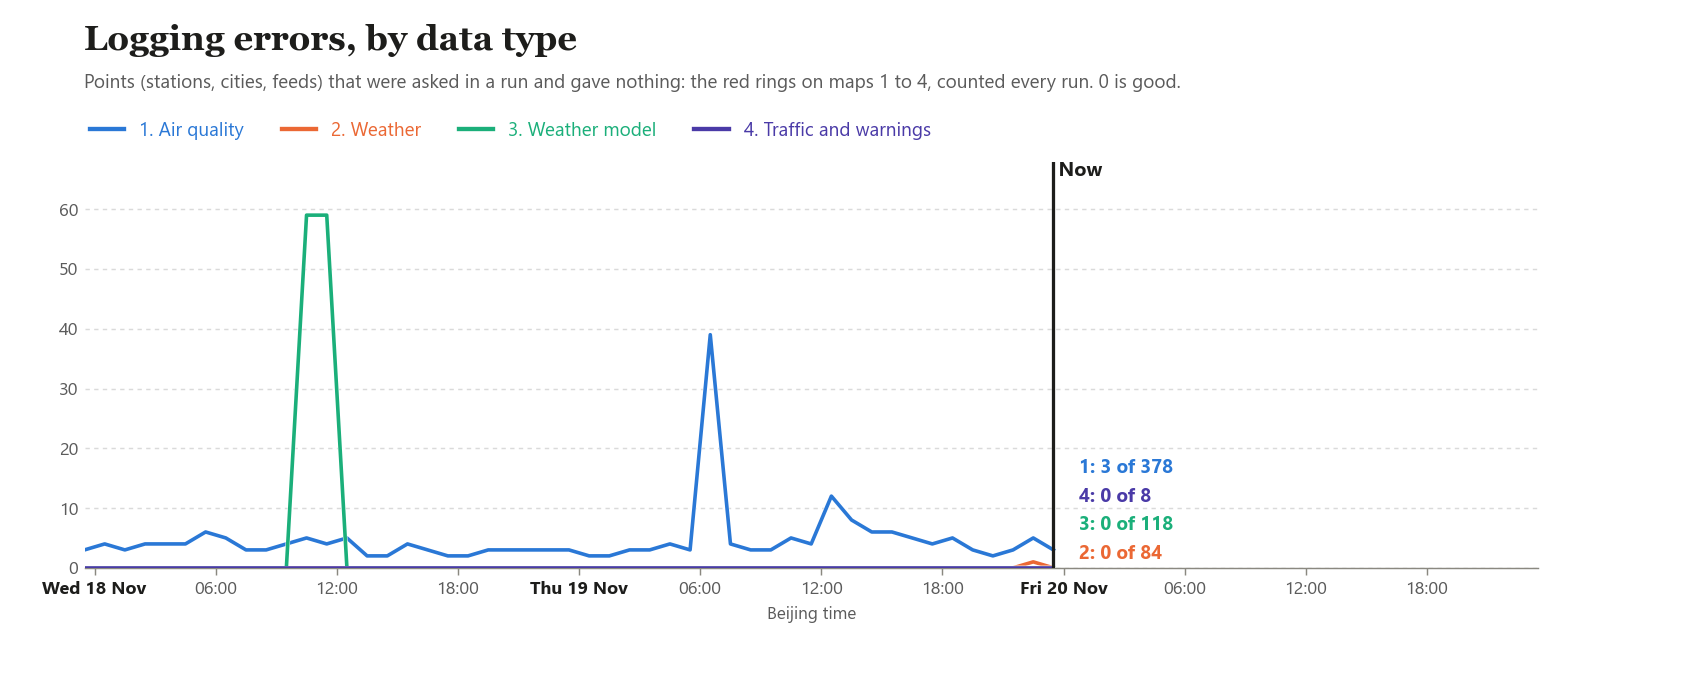 Logging errors, by data type
Points (stations, cities, feeds) that were asked in a run and gave nothing: the red rings on maps 1 to 4, counted every run. 0 is good.
1. Air quality 2. Weather 3. Weather model 4. Traffic and warnings
Now
60
50
40
30
20
10
0
1: 3 of 378
4: 0 of 8
3: 0 of 118
2: 0 of 84
Wed 18 Nov 06:00 12:00 18:00 Thu 19 Nov 06:00 12:00 18:00 Fri 20 Nov 06:00 12:00 18:00
Beijing time